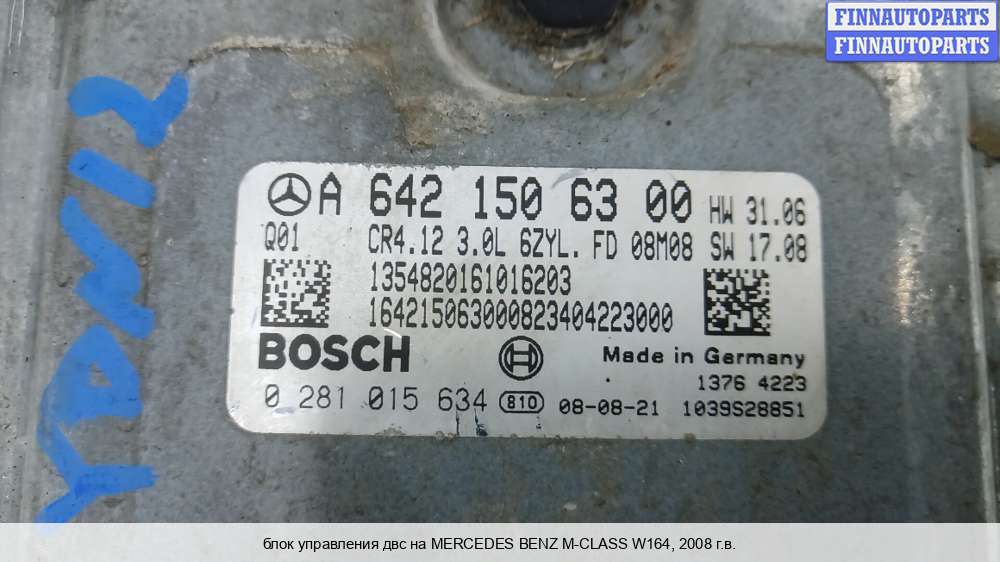 FINNAUTOPARTS
FINNAUTOPARTS
A 642 150 63 00 HW 31.06
Q01 CR4.12 3.0L 6ZYL. FD 08M08 SW 17.08
1354820161016203
1642150630000823404223000
BOSCH Made in Germany
1376 4223
0 281 015 634 810 08-08-21 1039S28851
блок управления двс на MERCEDES BENZ M-CLASS W164, 2008 г.в.